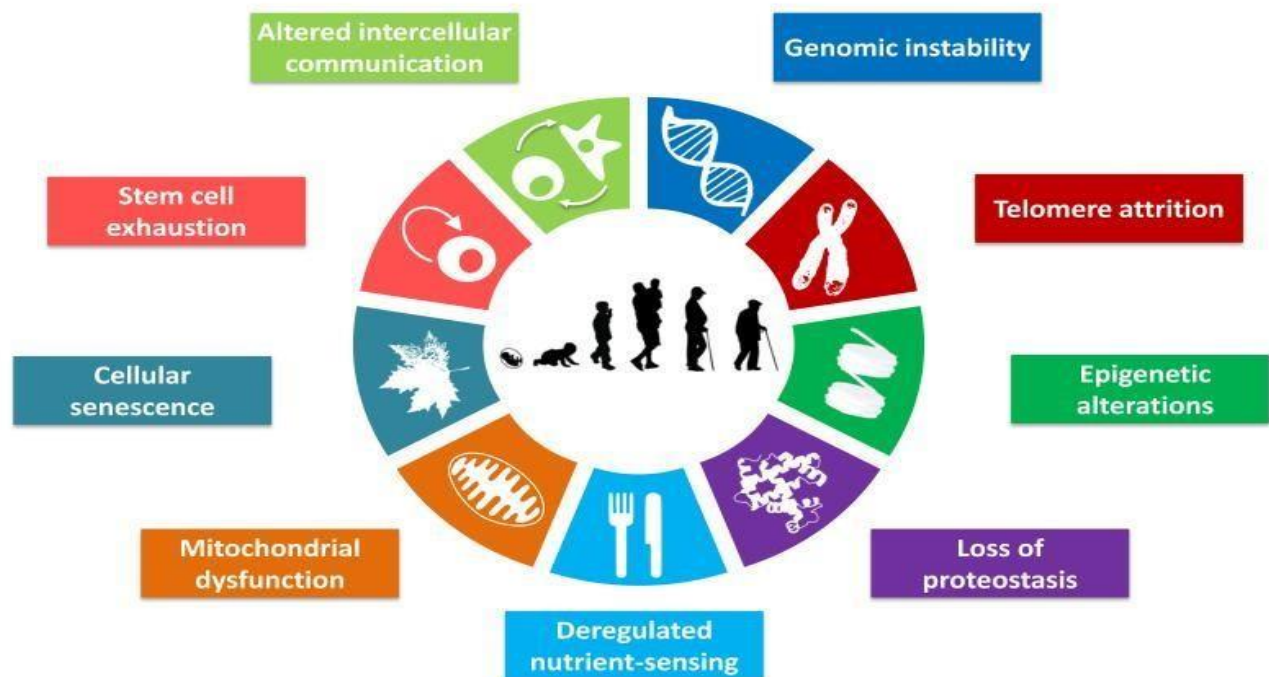 Altered intercellular
communication
Genomic instability
Stem cell
exhaustion
Telomere attrition
Cellular
senescence
Epigenetic
alterations
Mitochondrial
dysfunction
Loss of
proteostasis
Deregulated
nutrient-sensing